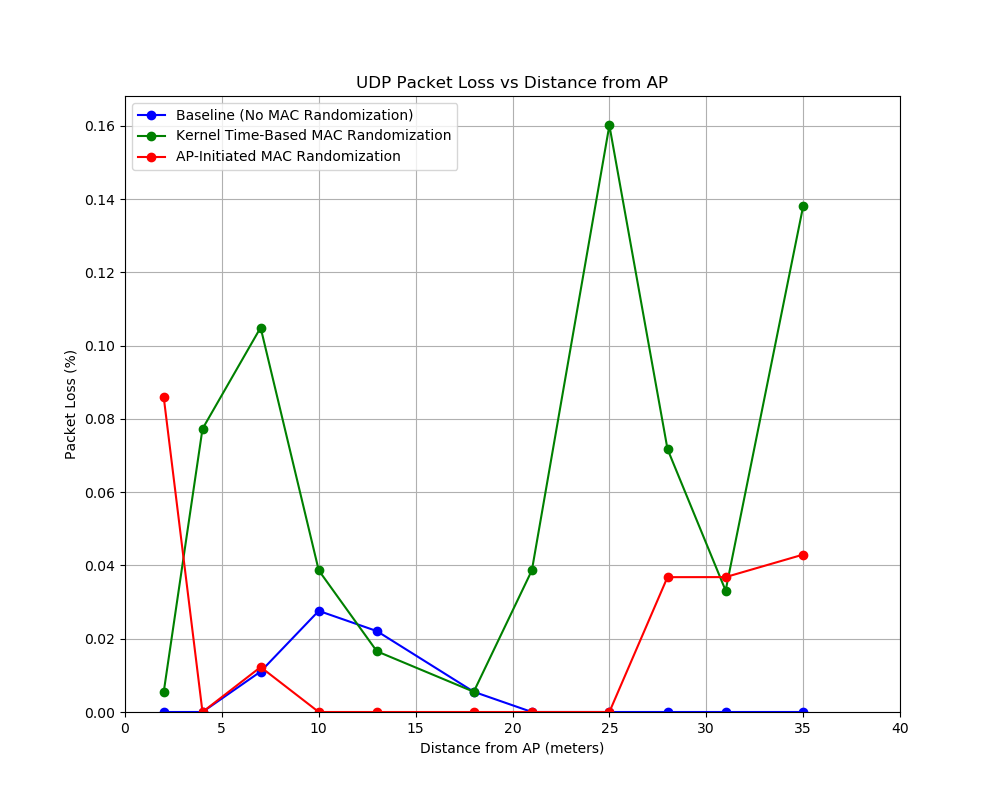 UDP Packet Loss vs Distance from AP
Baseline (No MAC Randomization)
Kernel Time-Based MAC Randomization
AP-Initiated MAC Randomization
Packet Loss (%)
0.16
0.14
0.12
0.10
0.08
0.06
0.04
0.02
0.00
0 5 10 15 20 25 30 35 40
Distance from AP (meters)